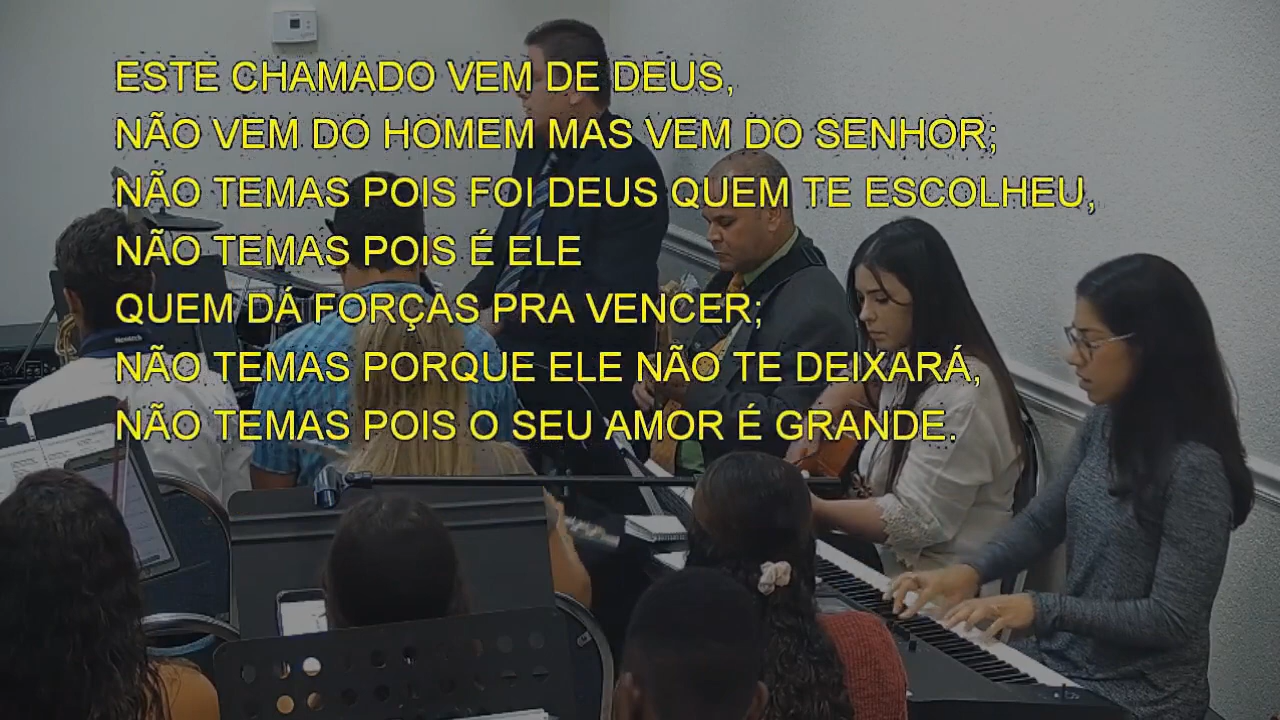 ESTE CHAMADO VEM DE DEUS,
NÃO VEM DO HOMEM MAS VEM DO SENHOR;
NÃO TEMAS POIS FOI DEUS QUEM TE ESCOLHEU,
NÃO TEMAS POIS É ELE
QUEM DÁ FORÇAS PRA VENCER;
NÃO TEMAS PORQUE ELE NÃO TE DEIXARÁ,
NÃO TEMAS POIS O SEU AMOR É GRANDE.